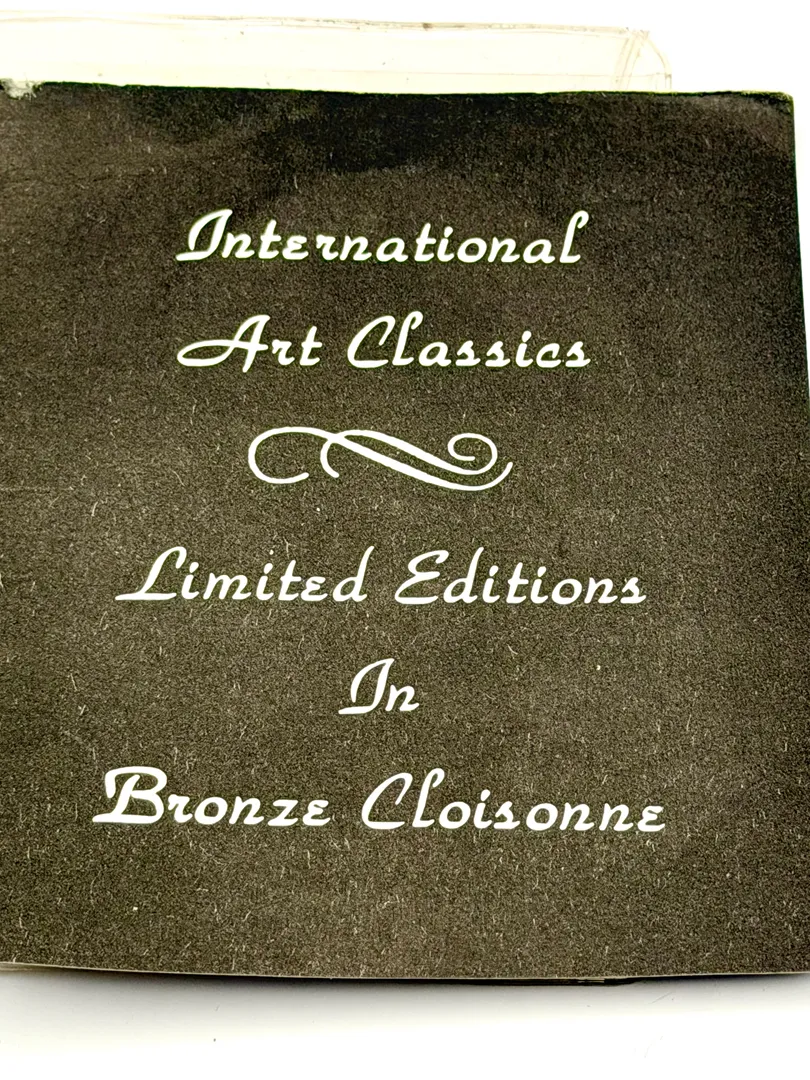 International
Art Classics
Limited Editions
In
Bronze Cloisonne